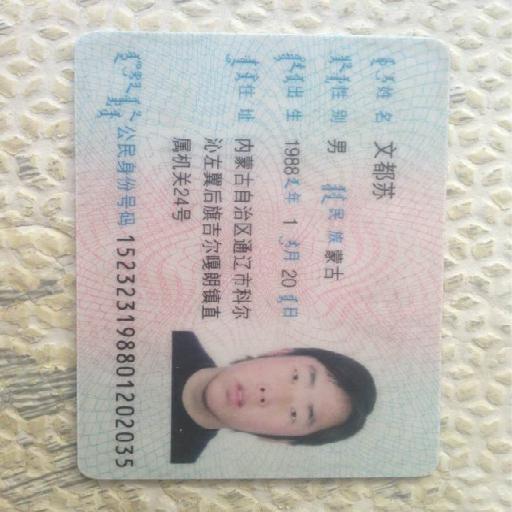 姓名 文都苏
性别 男 民族 蒙古
出生 1988 年 1 月 20 日
住址 内蒙古自治区通辽市科尔
沁左翼后旗吉尔嘎朗镇直
属机关24号
公民身份号码 152323198801202035